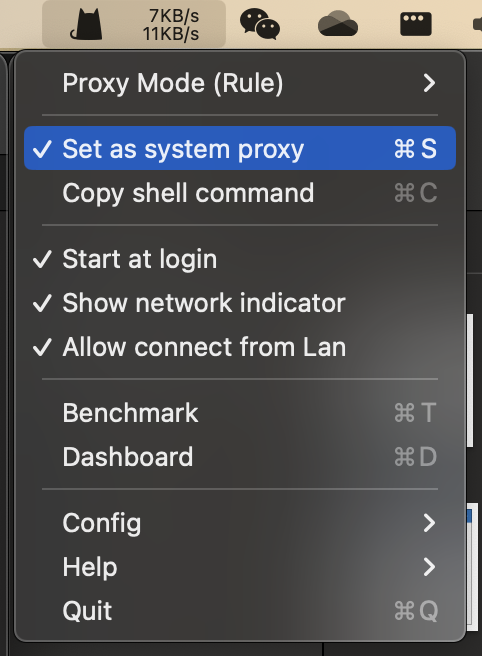 7KB/s
11KB/s
Proxy Mode (Rule)
Set as system proxy ⌘ S
Copy shell command ⌘ C
Start at login
Show network indicator
Allow connect from Lan
Benchmark ⌘ T
Dashboard ⌘ D
Config
Help
Quit ⌘ Q